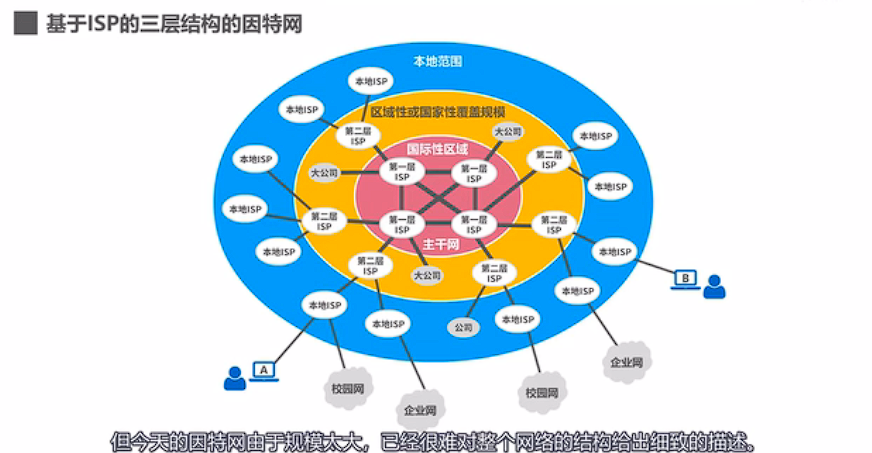 基于ISP的三层结构的因特网
本地范围
本地ISP
本地ISP
区域性或国家性覆盖规模
第二层
ISP
大公司
本地ISP
国际性区域
第二层
ISP
本地ISP
大公司
第一层
ISP
第一层
ISP
本地ISP
本地ISP
第二层
ISP
第一层
ISP
第一层
ISP
第二层
ISP
主干网
本地ISP
本地ISP
第二层
ISP
大公司
第二层
ISP
B
本地ISP
本地ISP
本地ISP
公司
本地ISP
A
校园网
企业网
校园网
企业网
但今天的因特网由于规模太大，已经很难对整个网络的结构给出细致的描述。